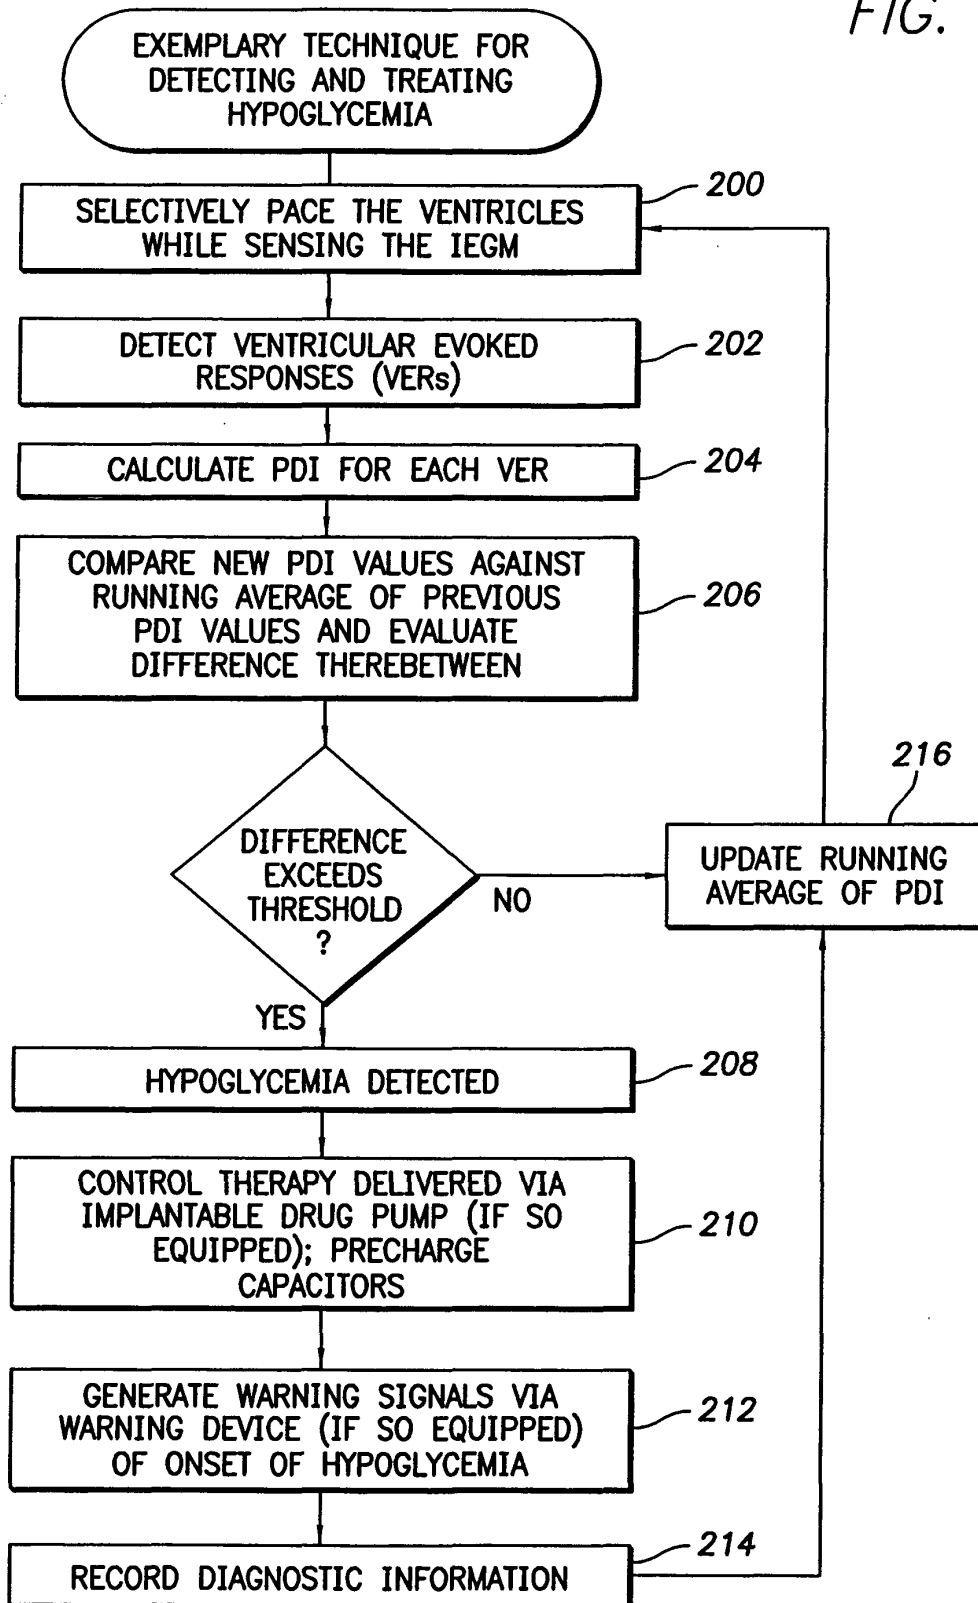 FIG.
EXEMPLARY TECHNIQUE FOR
DETECTING AND TREATING
HYPOGLYCEMIA
200
SELECTIVELY PACE THE VENTRICLES
WHILE SENSING THE IEGM
202
DETECT VENTRICULAR EVOKED
RESPONSES (VERs)
204
CALCULATE PDI FOR EACH VER
COMPARE NEW PDI VALUES AGAINST
RUNNING AVERAGE OF PREVIOUS
PDI VALUES AND EVALUATE
DIFFERENCE THEREBETWEEN
206
DIFFERENCE
EXCEEDS
THRESHOLD
?
NO
YES
216
UPDATE RUNNING
AVERAGE OF PDI
HYPOGLYCEMIA DETECTED
208
CONTROL THERAPY DELIVERED VIA
IMPLANTABLE DRUG PUMP (IF SO
EQUIPPED); PRECHARGE
CAPACITORS
210
GENERATE WARNING SIGNALS VIA
WARNING DEVICE (IF SO EQUIPPED)
OF ONSET OF HYPOGLYCEMIA
212
RECORD DIAGNOSTIC INFORMATION
214